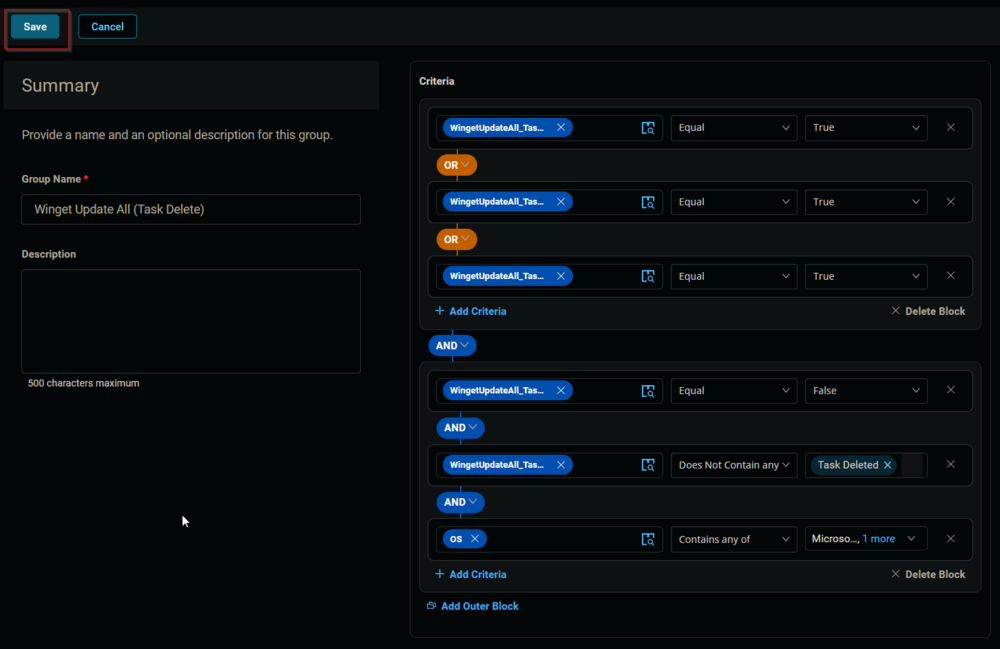 Save Cancel
Summary
Provide a name and an optional description for this group.
Group Name *
Winget Update All (Task Delete)
Description
500 characters maximum
Criteria
WingetUpdateAll_Tas... Equal True
OR
WingetUpdateAll_Tas... Equal True
OR
WingetUpdateAll_Tas... Equal True
Add Criteria Delete Block
AND
WingetUpdateAll_Tas... Equal False
AND
WingetUpdateAll_Tas... Does Not Contain any Task Deleted
AND
OS Contains any of Microso..., 1 more
Add Criteria Delete Block
Add Outer Block